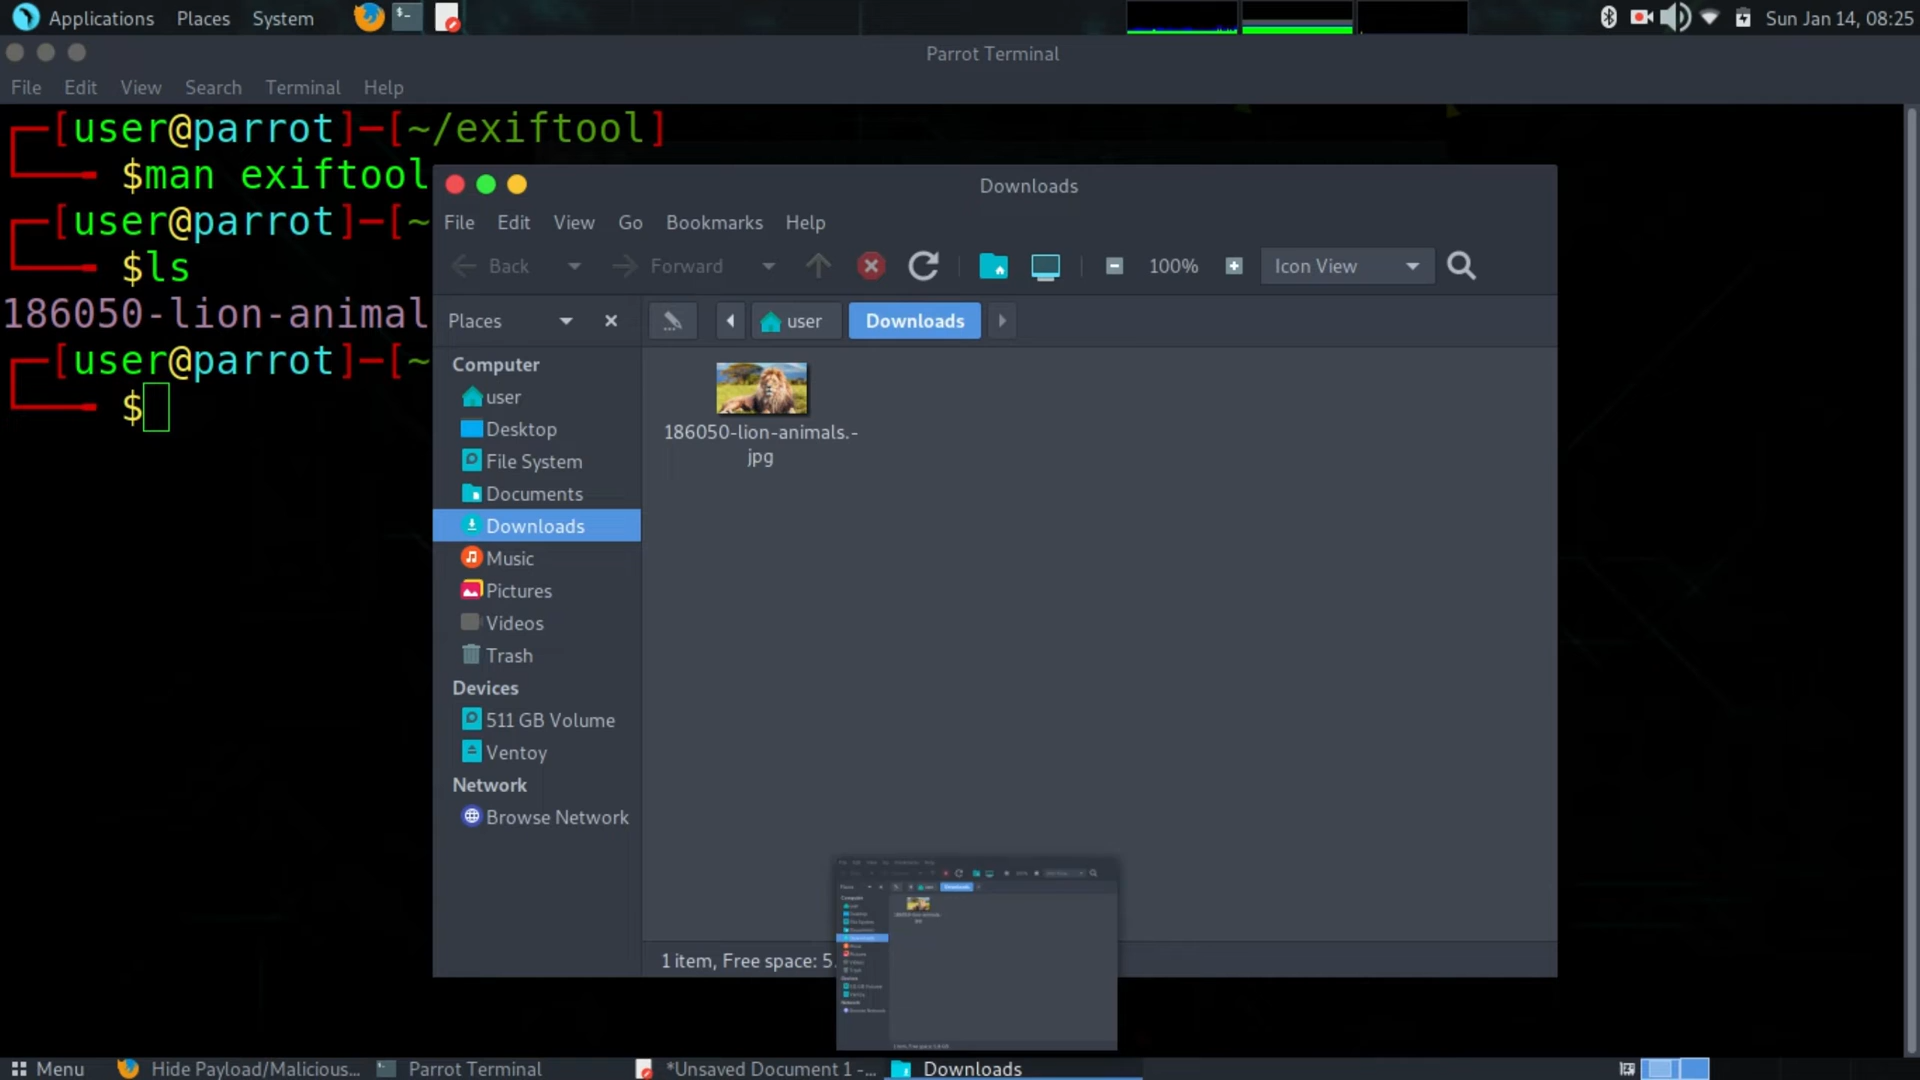 Applications Places System
Sun Jan 14, 08:25
Parrot Terminal
File Edit View Search Terminal Help
[user@parrot]-[~/exiftool]
$man exiftool
[user@parrot]-[~
$ls
186050-lion-animal
[user@parrot]-[~
$
Downloads
File Edit View Go Bookmarks Help
Back Forward 100% Icon View
Places user Downloads
Computer
user
Desktop
File System
Documents
Downloads
Music
Pictures
Videos
Trash
Devices
511 GB Volume
Ventoy
Network
Browse Network
186050-lion-animals.-
jpg
1 item, Free space: 5.
Menu Hide Payload/Malicious... Parrot Terminal *Unsaved Document 1 -... Downloads